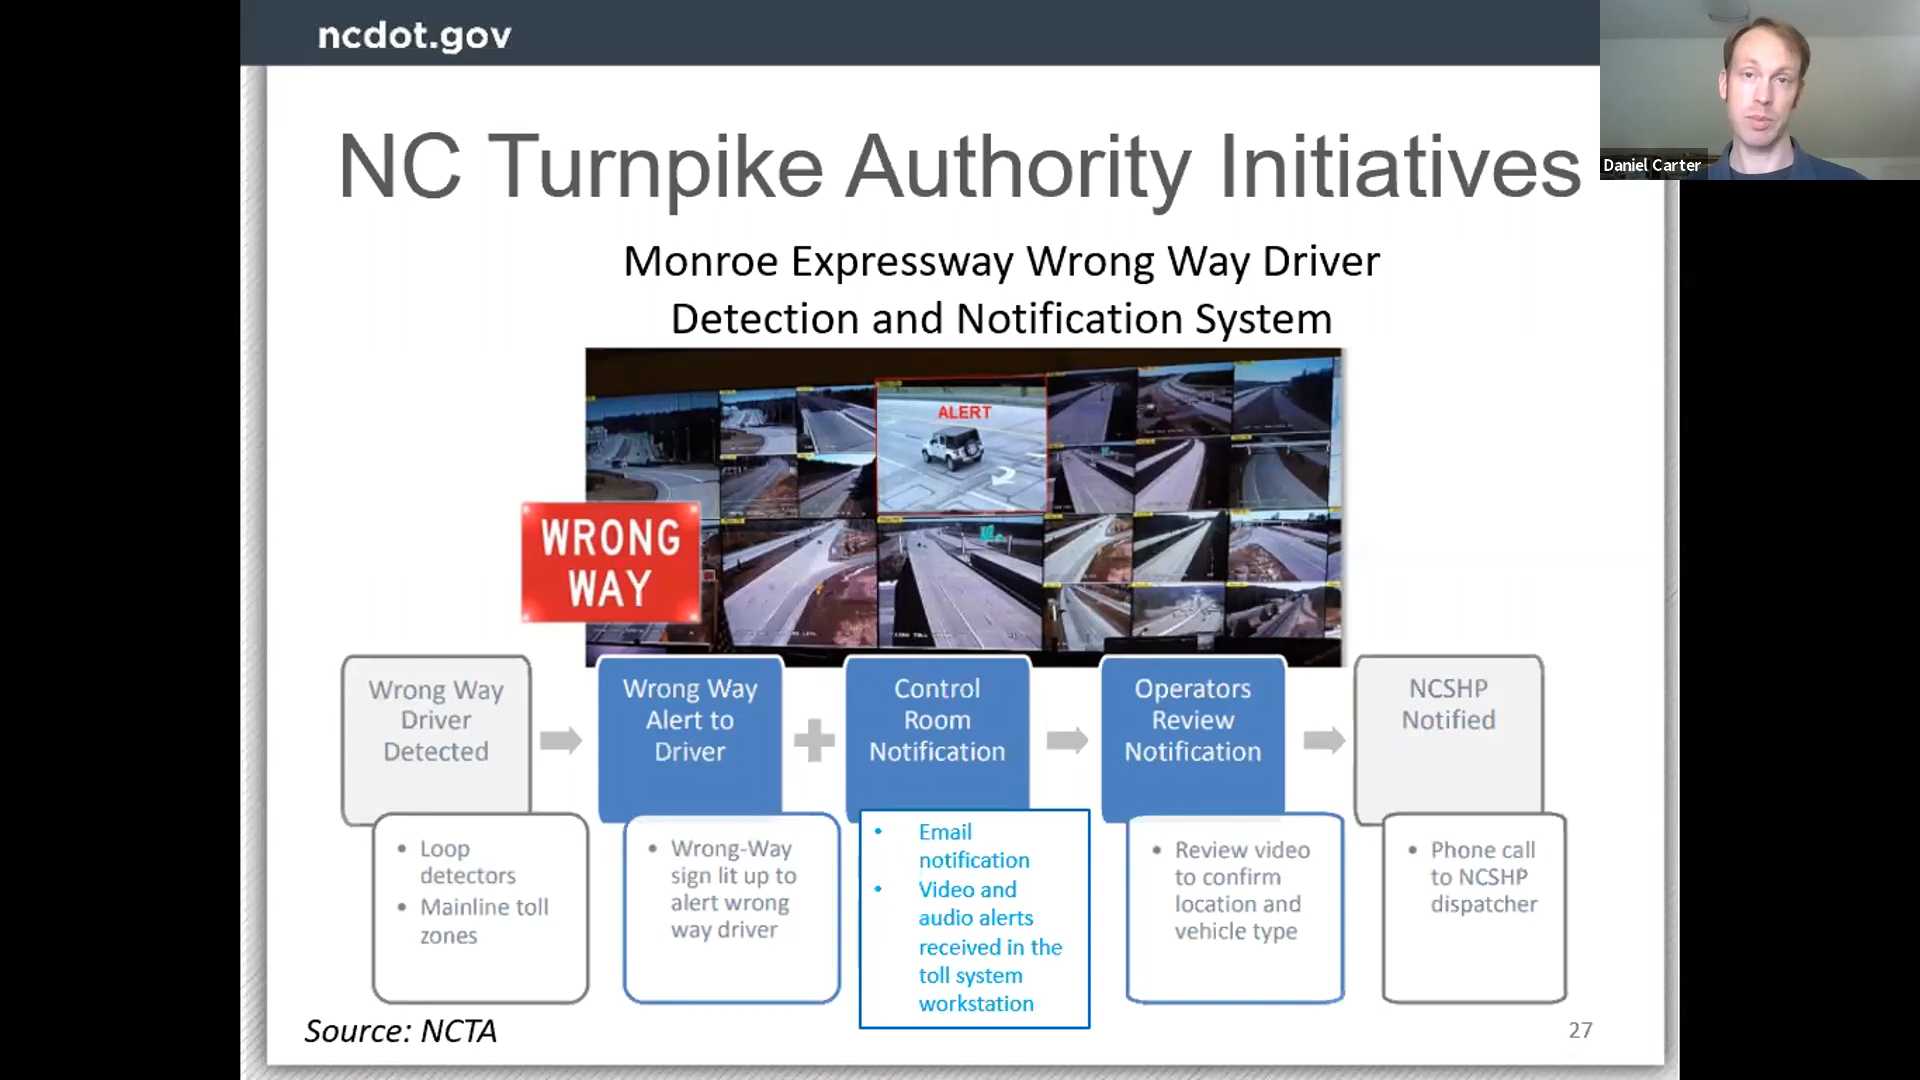 ncdot.gov
Daniel Carter
NC Turnpike Authority Initiatives
Monroe Expressway Wrong Way Driver
Detection and Notification System
ALERT
WRONG
WAY
Wrong Way
Driver
Detected
• Loop
detectors
• Mainline toll
zones
Wrong Way
Alert to
Driver
• Wrong-Way
sign lit up to
alert wrong
way driver
Control
Room
Notification
• Email
notification
• Video and
audio alerts
received in the
toll system
workstation
Operators
Review
Notification
• Review video
to confirm
location and
vehicle type
NCSHP
Notified
• Phone call
to NCSHP
dispatcher
Source: NCTA
27